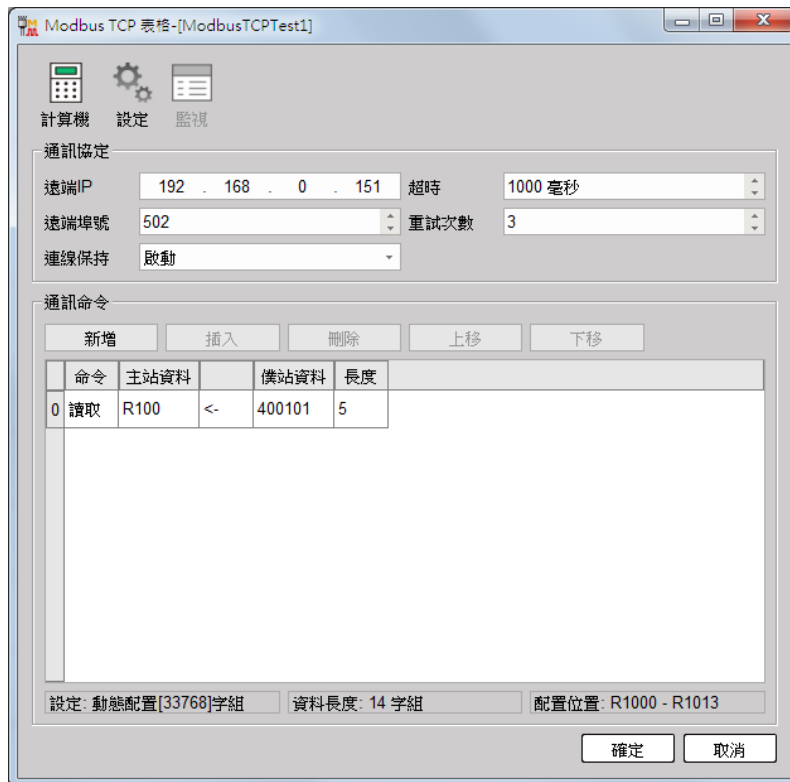 Modbus TCP 表格-[ModbusTCPTest1]
計算機 設定 監視
通訊協定
遠端IP 192 . 168 . 0 . 151 超時 1000 毫秒
遠端埠號 502 重試次數 3
連線保持 啟動
通訊命令
新增 插入 刪除 上移 下移
命令 主站資料 僕站資料 長度
0 讀取 R100 <- 400101 5
設定: 動態配置[33768]字組 資料長度: 14 字組 配置位置: R1000 - R1013
確定 取消